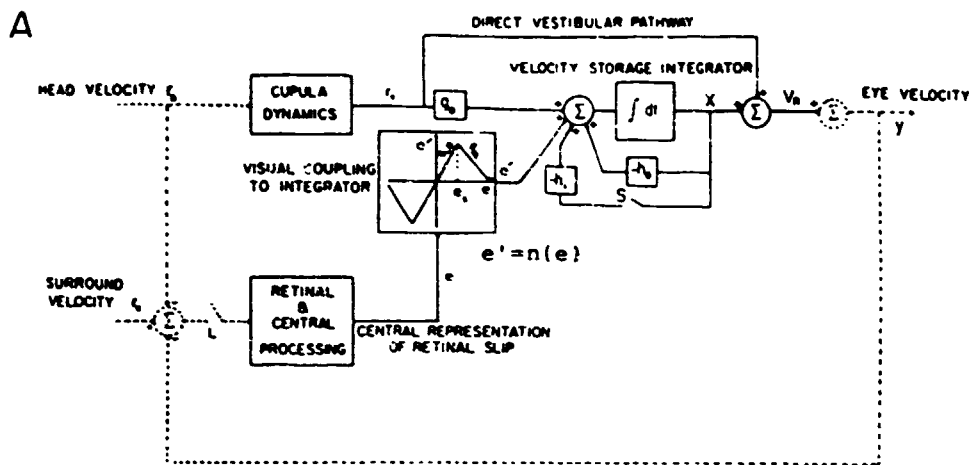 A
DIRECT VESTIBULAR PATHWAY
VELOCITY STORAGE INTEGRATOR
HEAD VELOCITY
CUPULA
DYNAMICS
Σ
∫ dt
X
Σ
Σ
EYE VELOCITY
y
VISUAL COUPLING
TO INTEGRATOR
e'
e
e'
S
e'=n(e)
e
SURROUND
VELOCITY
Σ
L
RETINAL
&
CENTRAL
PROCESSING
CENTRAL REPRESENTATION
OF RETINAL SLIP